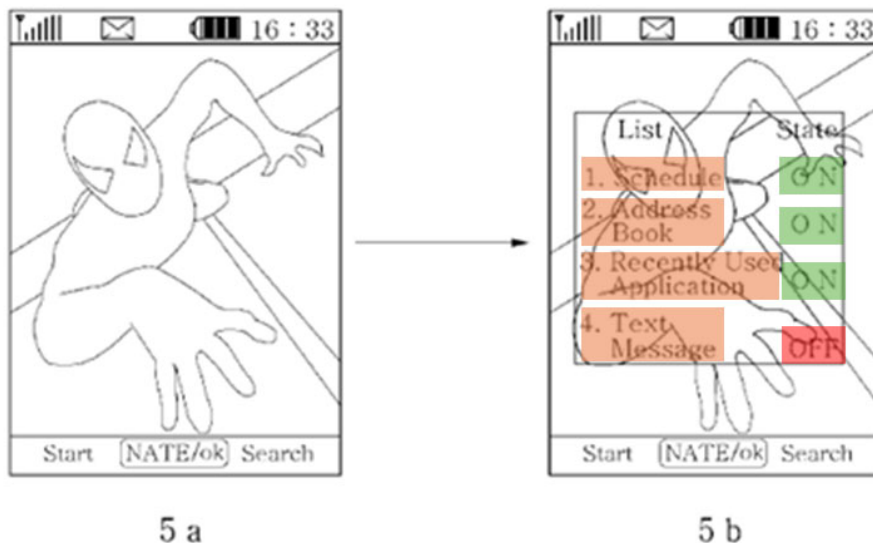 16 : 33
Start NATE/ok Search
5 a
16 : 33
List State
1. Schedule ON
2. Address
Book ON
3. Recently Used
Application ON
4. Text
Message OFF
Start NATE/ok Search
5 b